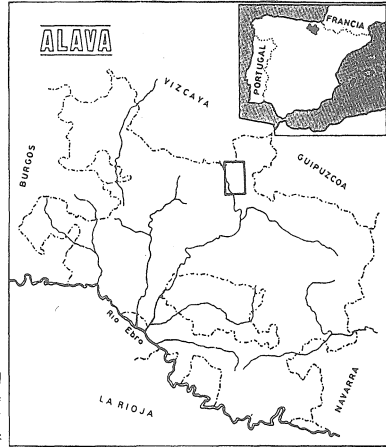 ALAVA
FRANCIA
PORTUGAL
VIZCAYA
GUIPUZCOA
BURGOS
Rio Ebro
NAVARRA
LA RIOJA